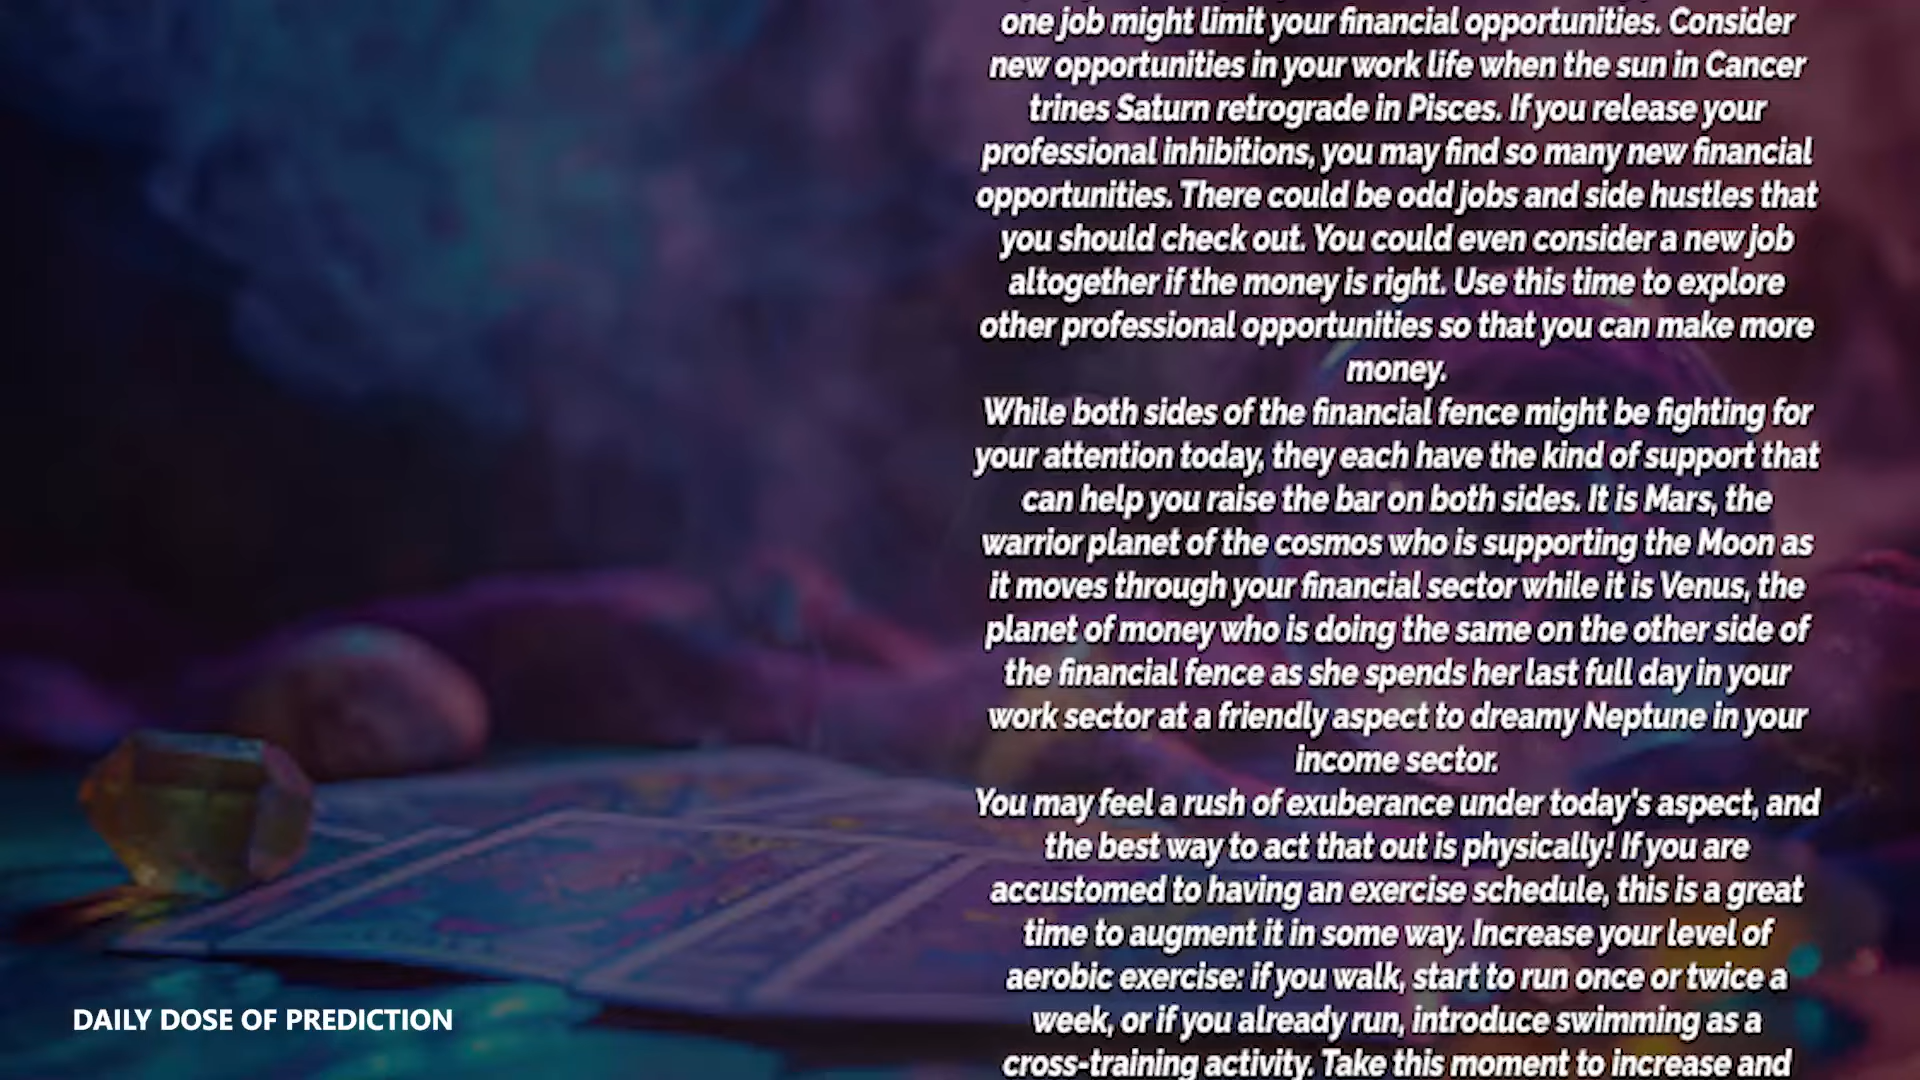 one job might limit your financial opportunities. Consider
new opportunities in your work life when the sun in Cancer
trines Saturn retrograde in Pisces. If you release your
professional inhibitions, you may find so many new financial
opportunities. There could be odd jobs and side hustles that
you should check out. You could even consider a new job
altogether if the money is right. Use this time to explore
other professional opportunities so that you can make more
money.
While both sides of the financial fence might be fighting for
your attention today, they each have the kind of support that
can help you raise the bar on both sides. It is Mars, the
warrior planet of the cosmos who is supporting the Moon as
it moves through your financial sector while it is Venus, the
planet of money who is doing the same on the other side of
the financial fence as she spends her last full day in your
work sector at a friendly aspect to dreamy Neptune in your
income sector.
You may feel a rush of exuberance under today's aspect, and
the best way to act that out is physically! If you are
accustomed to having an exercise schedule, this is a great
time to augment it in some way. Increase your level of
aerobic exercise: if you walk, start to run once or twice a
week, or if you already run, introduce swimming as a
cross-training activity. Take this moment to increase and
DAILY DOSE OF PREDICTION